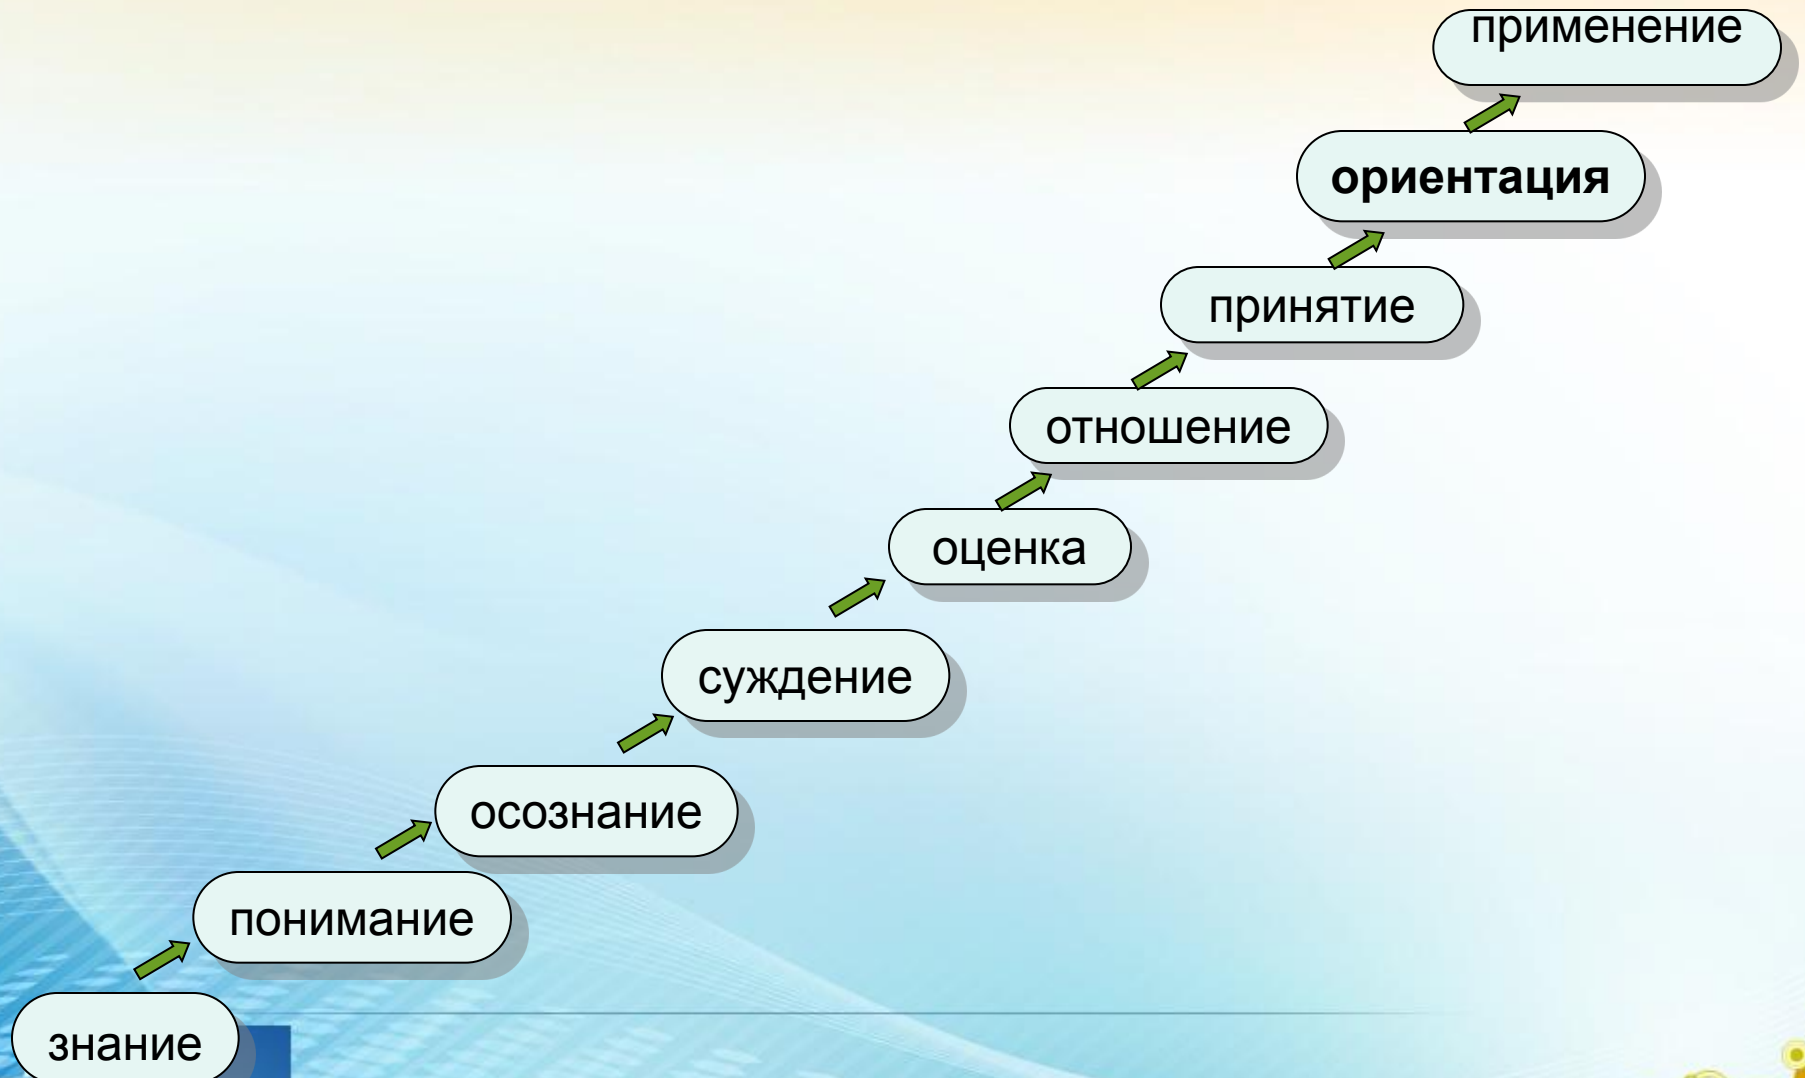 применение
ориентация
принятие
отношение
оценка
суждение
осознание
понимание
знание